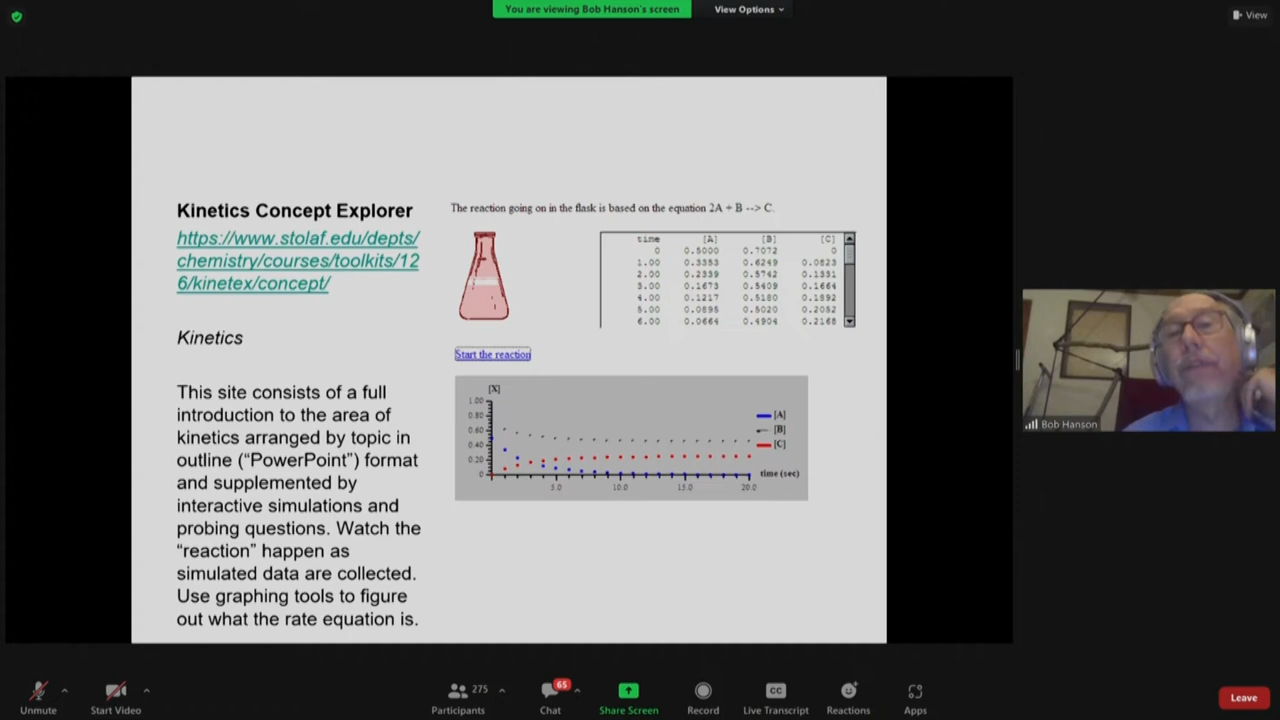 You are viewing Bob Hanson's screen
View Options
View
Kinetics Concept Explorer
https://www.stolaf.edu/depts/
chemistry/courses/toolkits/12
6/kinetex/concept/
Kinetics
This site consists of a full
introduction to the area of
kinetics arranged by topic in
outline (“PowerPoint”) format
and supplemented by
interactive simulations and
probing questions. Watch the
“reaction” happen as
simulated data are collected.
Use graphing tools to figure
out what the rate equation is.
The reaction going on in the flask is based on the equation 2A + B --> C.
time [A] [B] [C]
0 0.5000 0.7072 0
1.00 0.3353 0.6249 0.0823
2.00 0.2339 0.5742 0.1331
3.00 0.1673 0.5409 0.1664
4.00 0.1217 0.5180 0.1892
5.00 0.0895 0.5020 0.2052
6.00 0.0664 0.4904 0.2168
Start the reaction
[X]
1.00
0.80
0.60
0.40
0.20
0
5.0 10.0 15.0 20.0
time (sec)
[A]
[B]
[C]
Bob Hanson
Unmute
Start Video
275
Participants
65
Chat
Share Screen
Record
CC
Live Transcript
Reactions
Apps
Leave